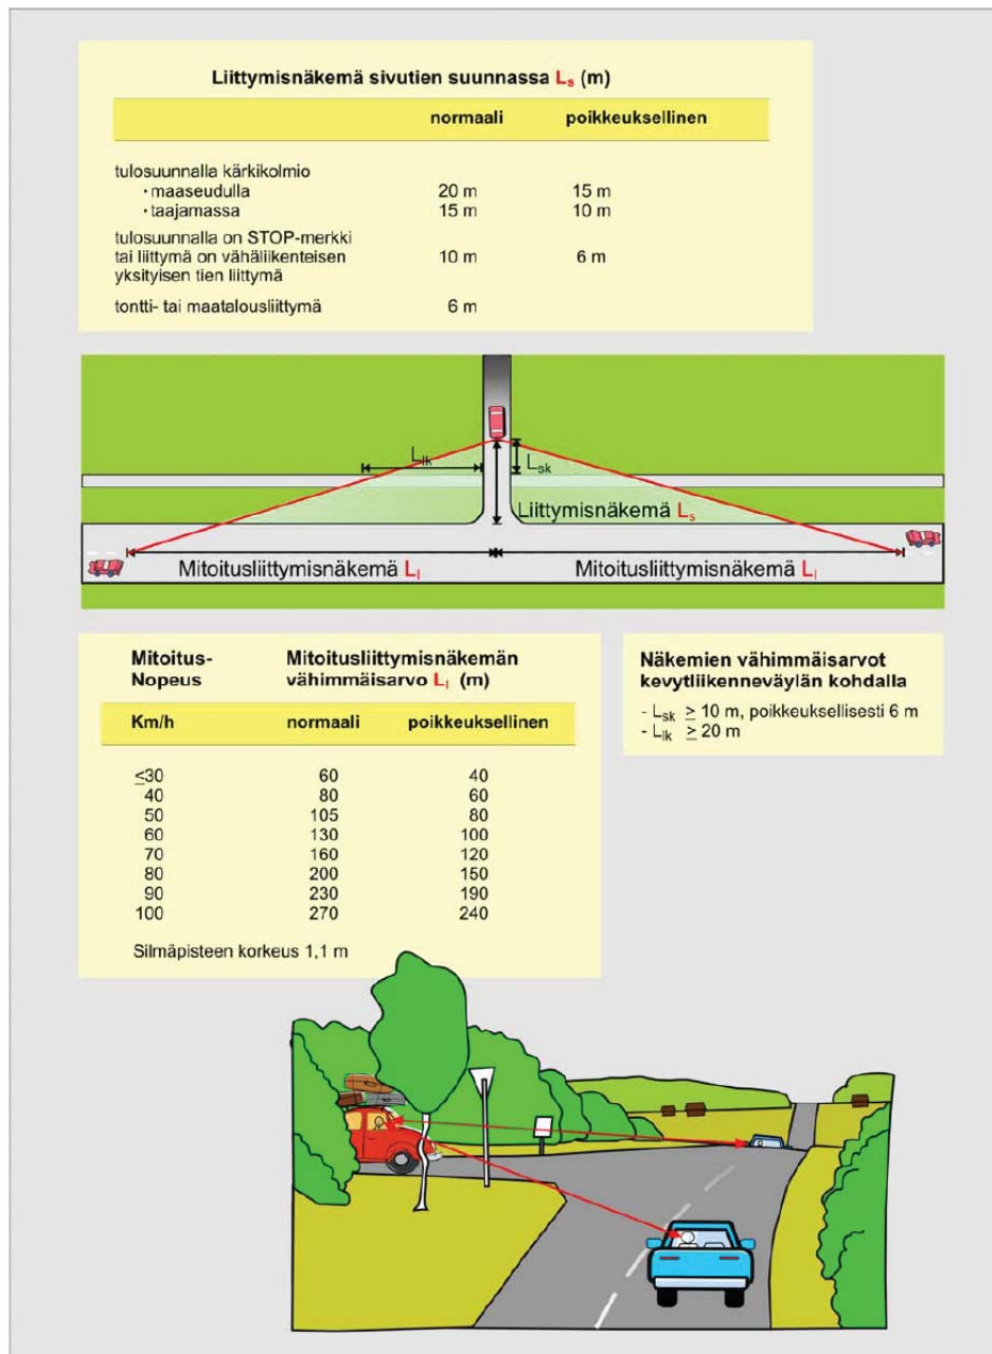 Liittymisnäkemä sivutien suunnassa Ls (m)
normaali poikkeuksellinen
tulosuunnalla kärkikolmio
• maaseudulla 20 m 15 m
• taajamassa 15 m 10 m
tulosuunnalla on STOP-merkki
tai liittymä on vähäliikenteisen 10 m 6 m
yksityisen tien liittymä
tontti- tai maatalousliittymä 6 m
Llk
Lsk
Liittymisnäkemä Ls
Mitoitusliittymisnäkemä Ll Mitoitusliittymisnäkemä Ll
Mitoitus- Mitoitusliittymisnäkemän
Nopeus vähimmäisarvo Ll (m)
Km/h normaali poikkeuksellinen
≤30 60 40
40 80 60
50 105 80
60 130 100
70 160 120
80 200 150
90 230 190
100 270 240
Silmäpisteen korkeus 1,1 m
Näkemien vähimmäisarvot
kevytliikenneväylän kohdalla
- Lsk ≥ 10 m, poikkeuksellisesti 6 m
- Llk ≥ 20 m